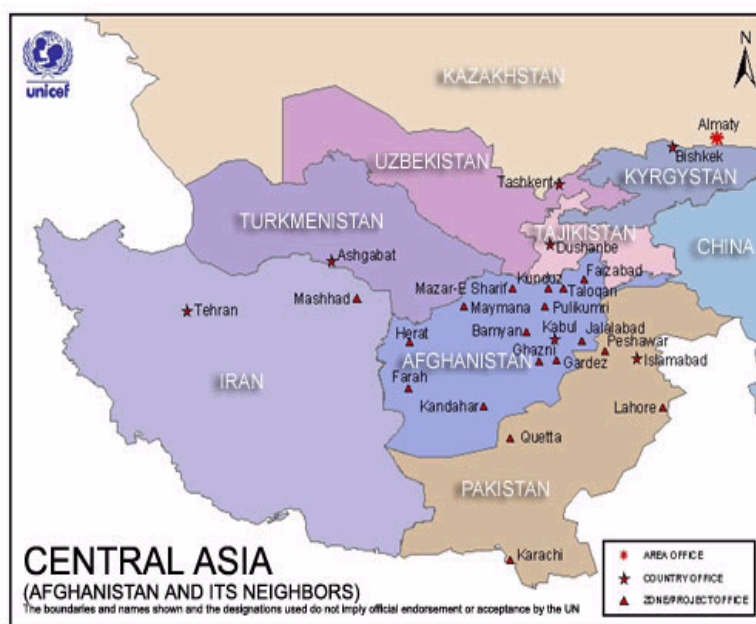 unicef
N
KAZAKHSTAN
Almaty
Bishkek
UZBEKISTAN
Tashkent
KYRGYSTAN
TURKMENISTAN
TAJIKISTAN
CHINA
Dushanbe
Ashgabat
Faizabad
Kunduz
Mazar-E Sharif
Taloqan
Mashhad
Maymana
Pulikumri
Tehran
Bamyan
Kabul
Jalalabad
Herat
Peshawar
Ghazni
AFGHANISTAN
Gardez
Islamabad
IRAN
Farah
Kandahar
Lahore
Quetta
PAKISTAN
Karachi
CENTRAL ASIA
(AFGHANISTAN AND ITS NEIGHBORS)
The boundaries and names shown and the designations used do not imply official endorsement or acceptance by the UN
AREA OFFICE
COUNTRY OFFICE
ZONE/PROJECT OFFICE